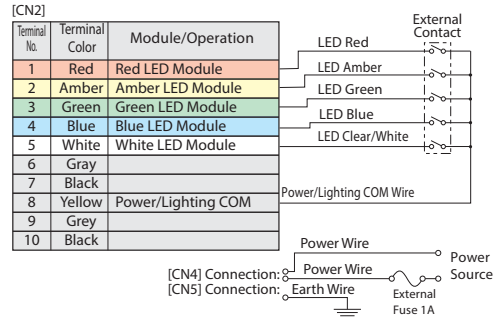 [CN2]
Terminal No. Terminal Color Module/Operation
1 Red Red LED Module
2 Amber Amber LED Module
3 Green Green LED Module
4 Blue Blue LED Module
5 White White LED Module
6 Gray
7 Black
8 Yellow Power/Lighting COM
9 Grey
10 Black
External
Contact
LED Red
LED Amber
LED Green
LED Blue
LED Clear/White
Power/Lighting COM Wire
Power Wire
[CN4] Connection: Power Wire
[CN5] Connection: Earth Wire
Power
Source
External
Fuse 1A